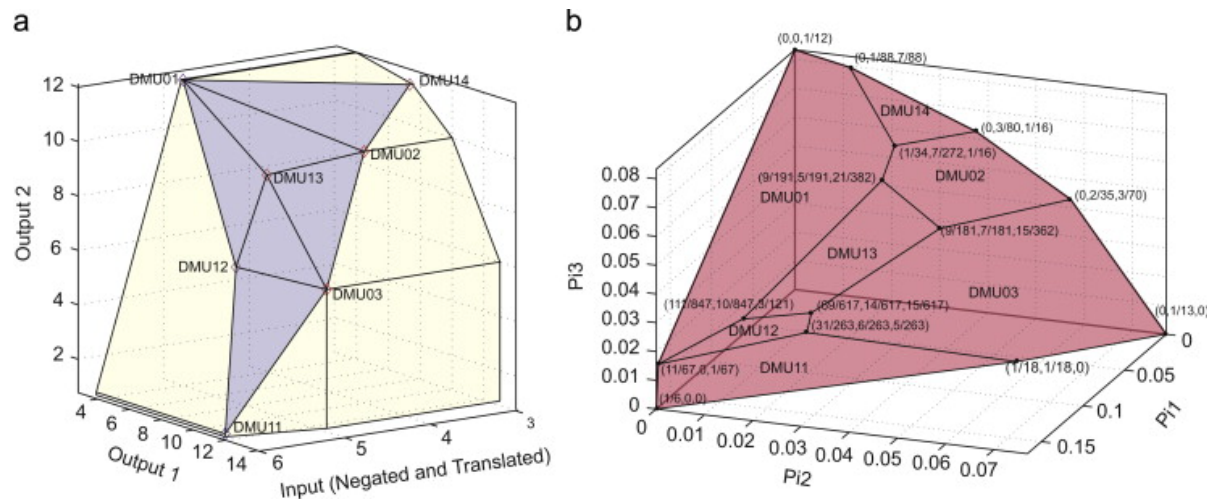 a
DMU01
DMU14
DMU02
DMU13
DMU12
DMU03
DMU11
Output 2
12
10
8
6
4
2
4
6
8
10
12
14
Output 1
6
5
4
3
Input (Negated and Translated)
b
(0,0,1/12)
(0,1/88,7/88)
DMU14
(0,3/80,1/16)
(1/34,7/272,1/16)
DMU02
(9/191,5/191,21/382)
DMU01
(0,2/35,3/70)
(9/181,7/181,15/362)
DMU13
DMU03
(111/847,10/847,3/121)
(69/617,14/617,15/617)
(0,1/13,0)
DMU12
(31/263,6/263,5/263)
(11/67,0,1/67)
DMU11
(1/18,1/18,0)
(1/6,0,0)
Pi3
0.08
0.07
0.06
0.05
0.04
0.03
0.02
0.01
0
0
0.01
0.02
0.03
0.04
0.05
0.06
0.07
Pi2
0
0.05
0.1
0.15
Pi1